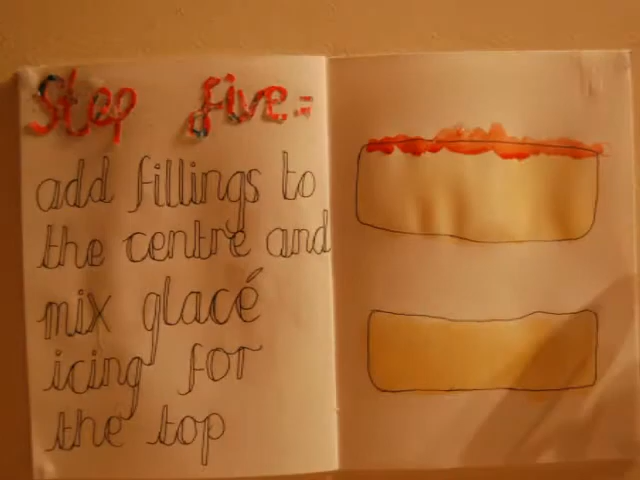 Step five:-
add fillings to
the centre and
mix glacé
icing for
the top